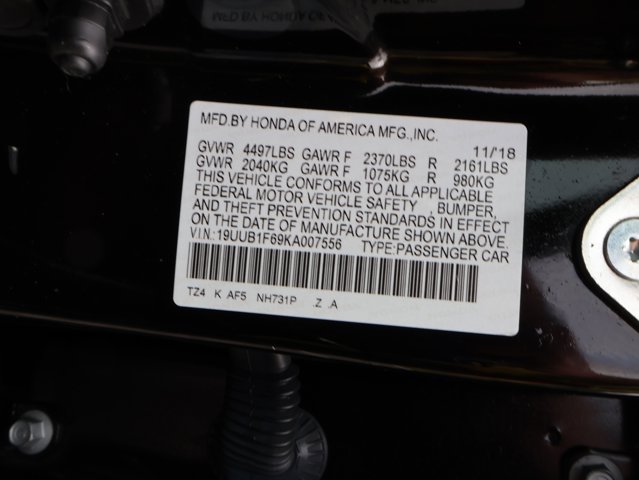 MFD.BY HONDA OF AMERICA MFG.,INC.
11/18
GVWR 4497LBS GAWR F 2370LBS R 2161LBS
GVWR 2040KG GAWR F 1075KG R 980KG
THIS VEHICLE CONFORMS TO ALL APPLICABLE
FEDERAL MOTOR VEHICLE SAFETY , BUMPER,
AND THEFT PREVENTION STANDARDS IN EFFECT
ON THE DATE OF MANUFACTURE SHOWN ABOVE.
V.I.N.:19UUB1F69KA007556 TYPE:PASSENGER CAR
TZ4 K AF5 NH731P .Z .A